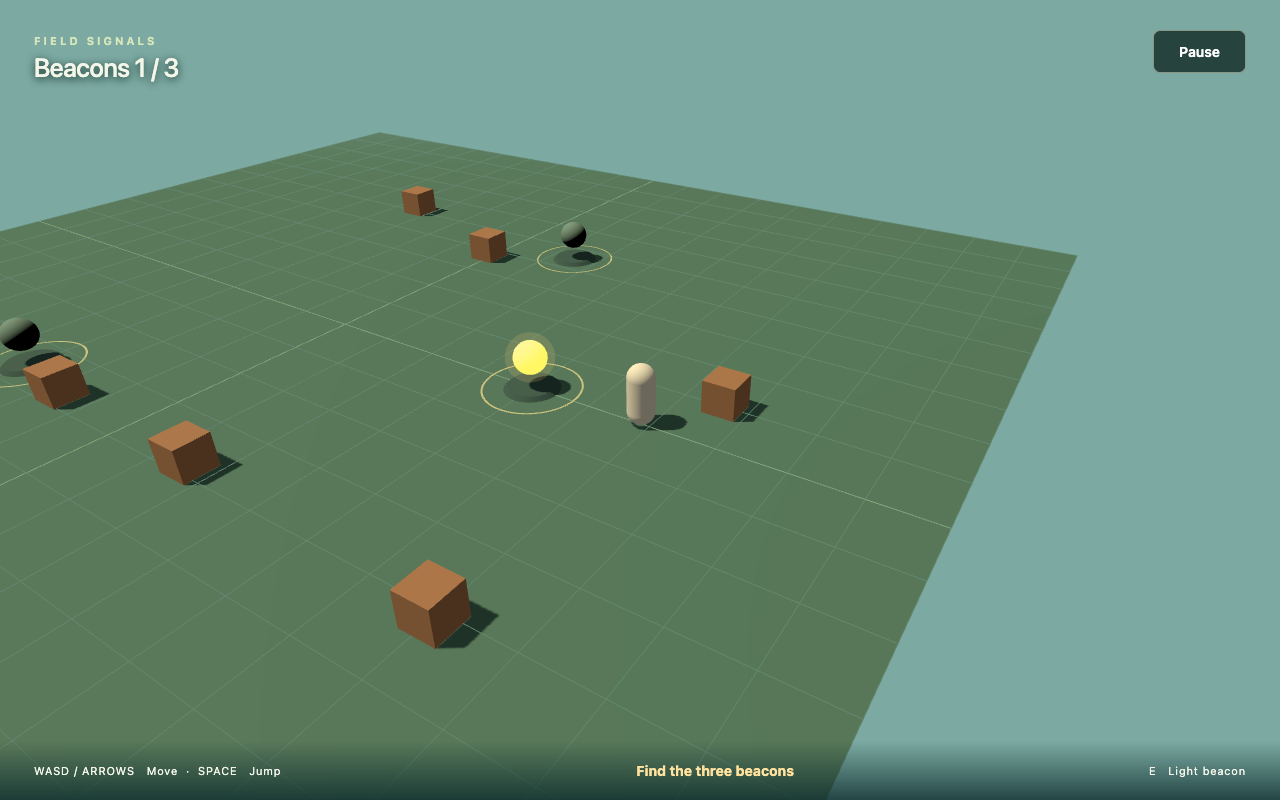 FIELD SIGNALS
Beacons 1 / 3
Pause
WASD / ARROWS Move · SPACE Jump
Find the three beacons
E Light beacon